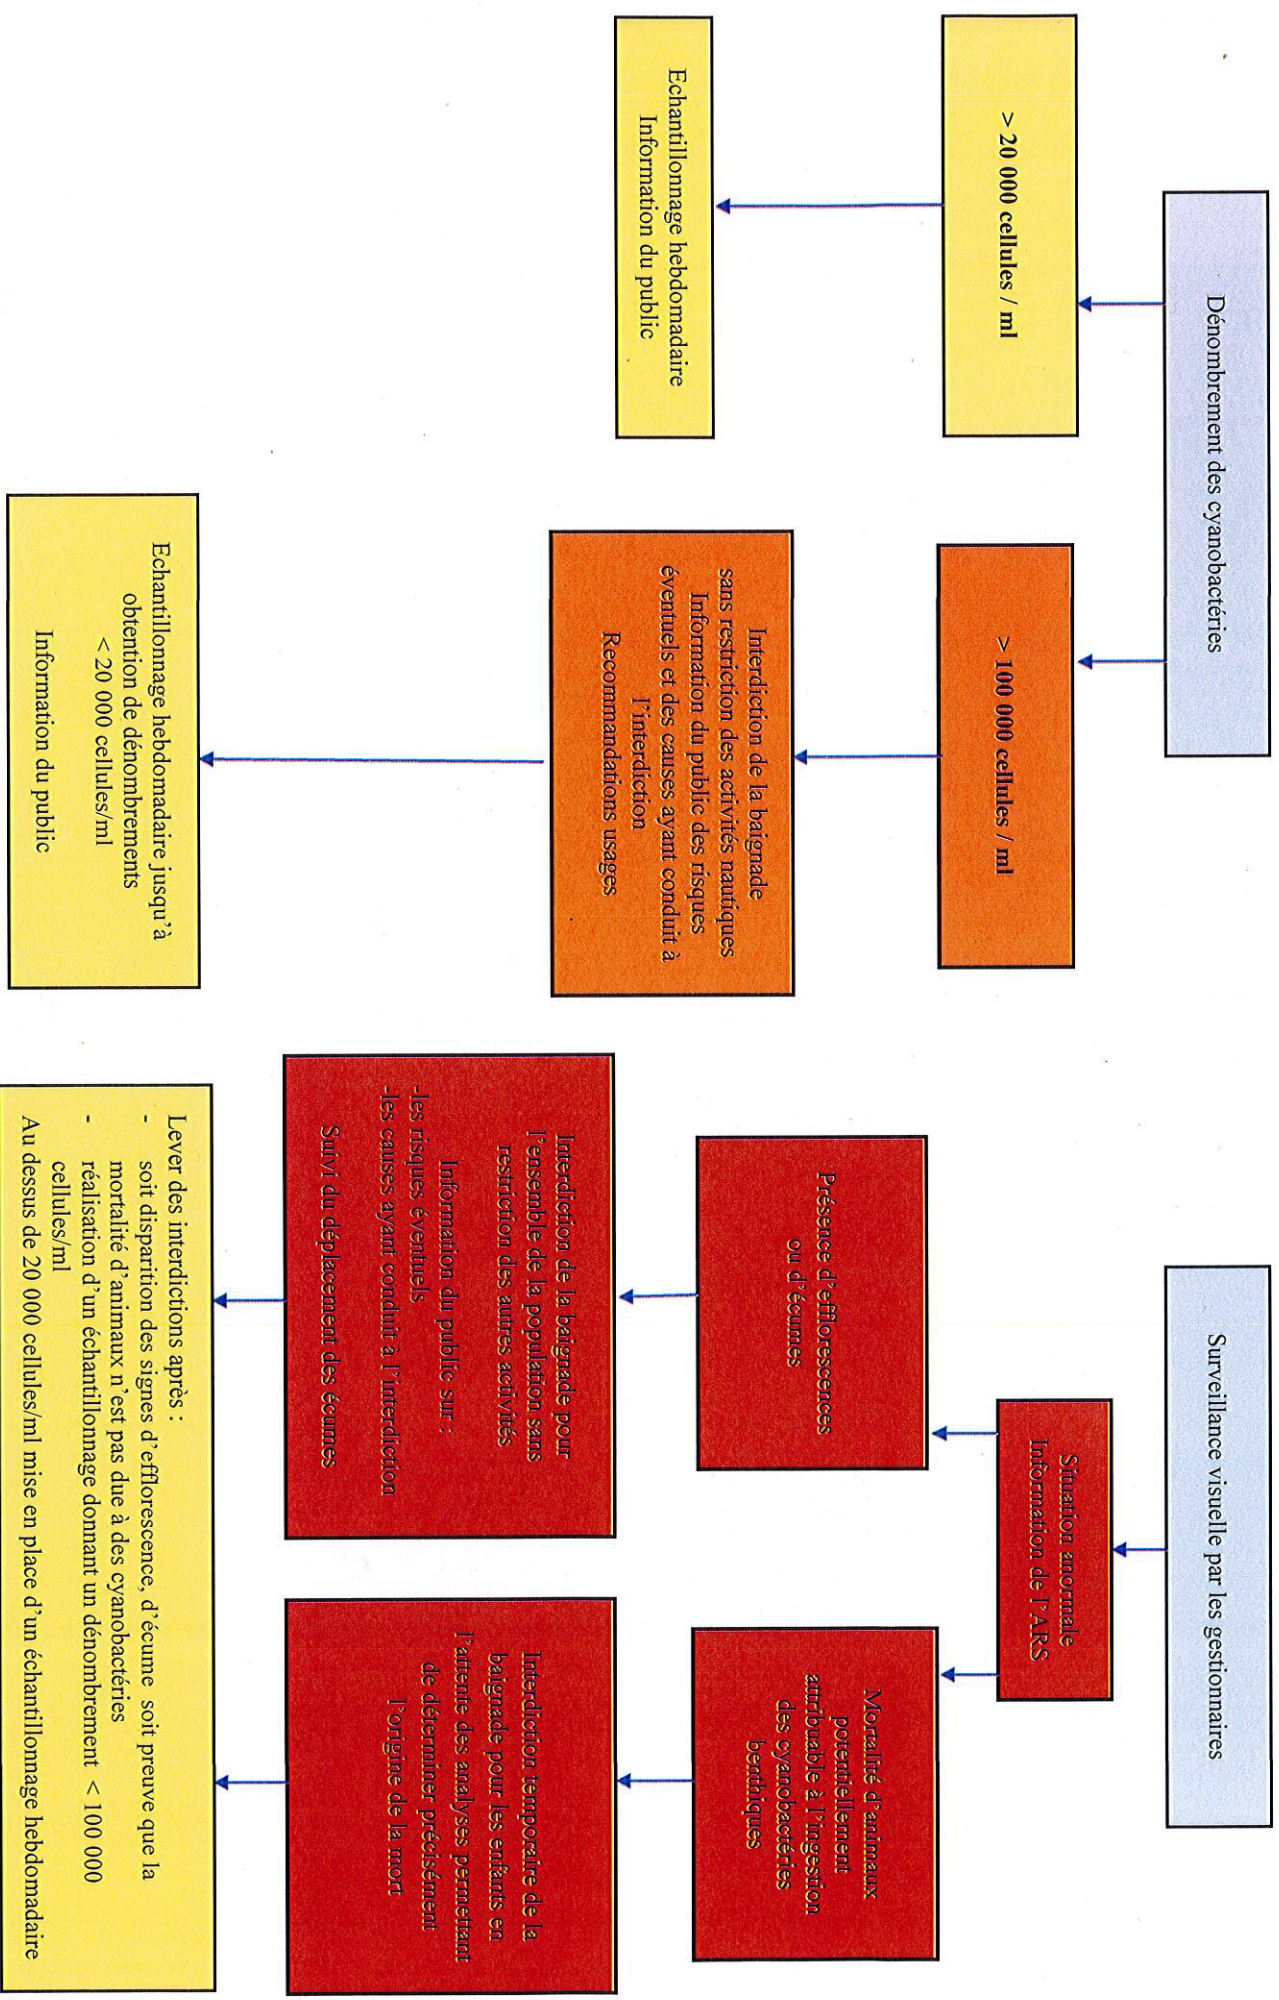 Dénombrement des cyanobactéries
> 20 000 cellules / ml
Echantillonnage hebdomadaire
Information du public
> 100 000 cellules / ml
Interdiction de la baignade
sans restriction des activités nautiques
Information du public des risques
éventuels et des causes ayant conduit à
l'interdiction
Recommandations usages
Echantillonnage hebdomadaire jusqu'à
obtention de dénombrements
< 20 000 cellules/ml
Information du public
Surveillance visuelle par les gestionnaires
Situation anormale
Information de l'ARS
Présence d'efflorescences
ou d'écumes
Interdiction de la baignade pour
l'ensemble de la population sans
restriction des autres activités
Information du public sur :
-les risques éventuels
-les causes ayant conduit à l'interdiction
Suivi du déplacement des écumes
Mortalité d'animaux
potentiellement
attribuable à l'ingestion
des cyanobactéries
benthiques
Interdiction temporaire de la
baignade pour les enfants en
l'attente des analyses permettant
de déterminer précisément
l'origine de la mort
Lever des interdictions après :
- soit disparition des signes d'efflorescence, d'écume soit preuve que la
mortalité d'animaux n'est pas due à des cyanobactéries
- réalisation d'un échantillonnage donnant un dénombrement < 100 000
cellules/ml
Au dessus de 20 000 cellules/ml mise en place d'un échantillonnage hebdomadaire